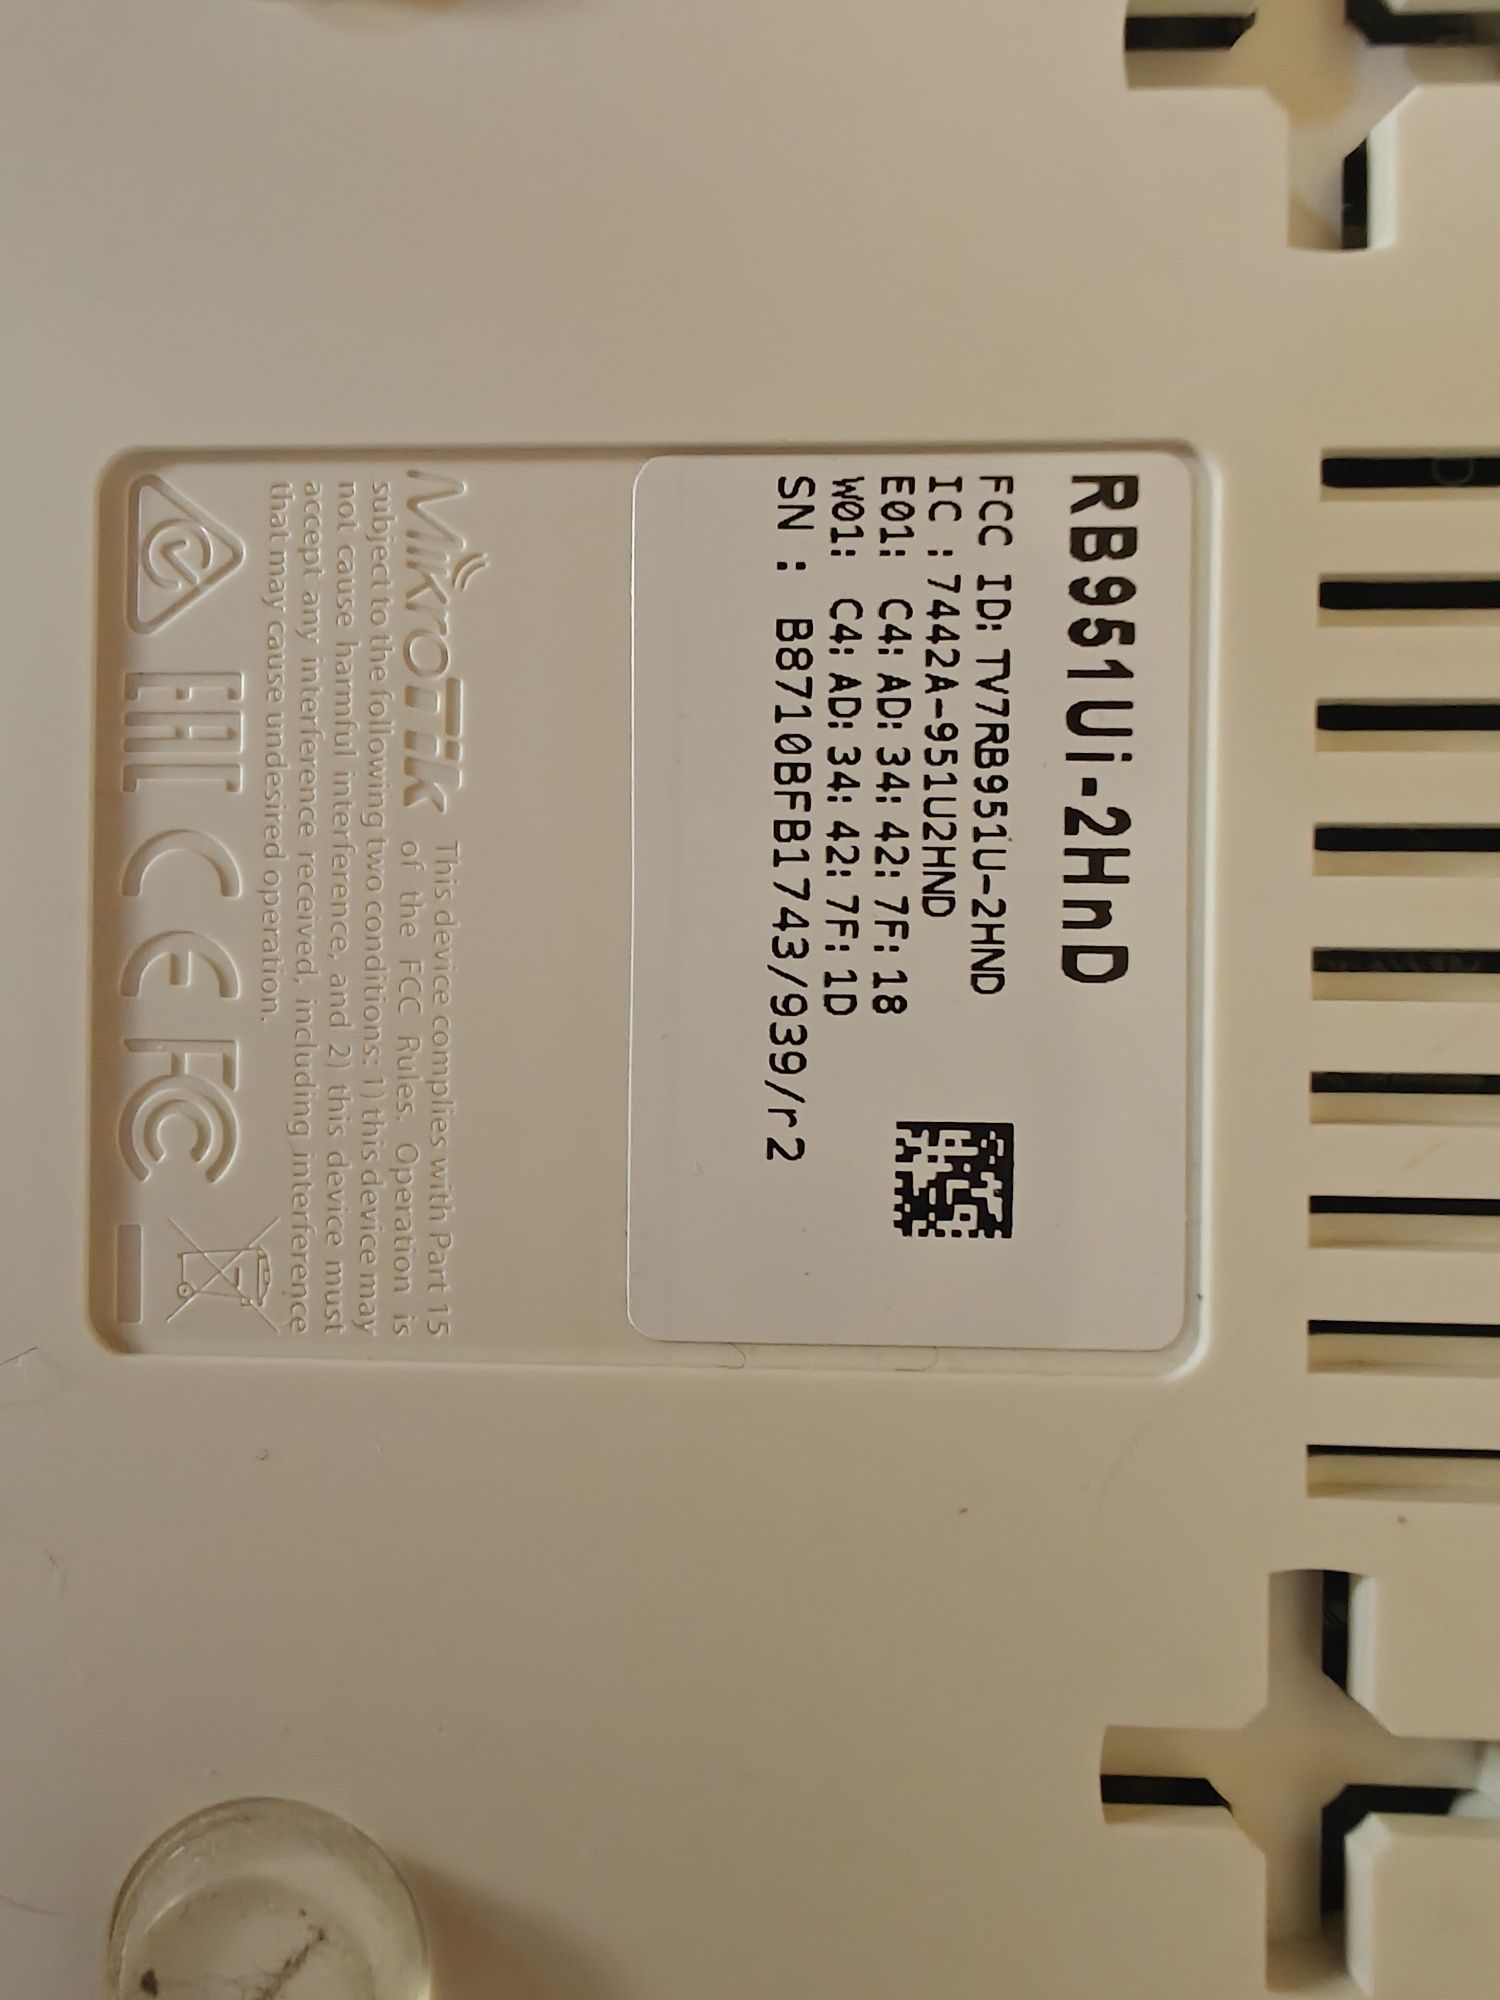 RB951Ui-2HnD
FCC ID: TV7RB951U-2HND
IC : 7442A-951U2HND
E01: C4:AD:34:42:7F:18
W01: C4:AD:34:42:7F:1D
SN : B8710BFB1743/939/r2
MikroTik This device complies with Part 15
of the FCC Rules. Operation is
subject to the following two conditions: 1) this device may
not cause harmful interference, and 2) this device must
accept any interference received, including interference
that may cause undesired operation.
EAC CE FC